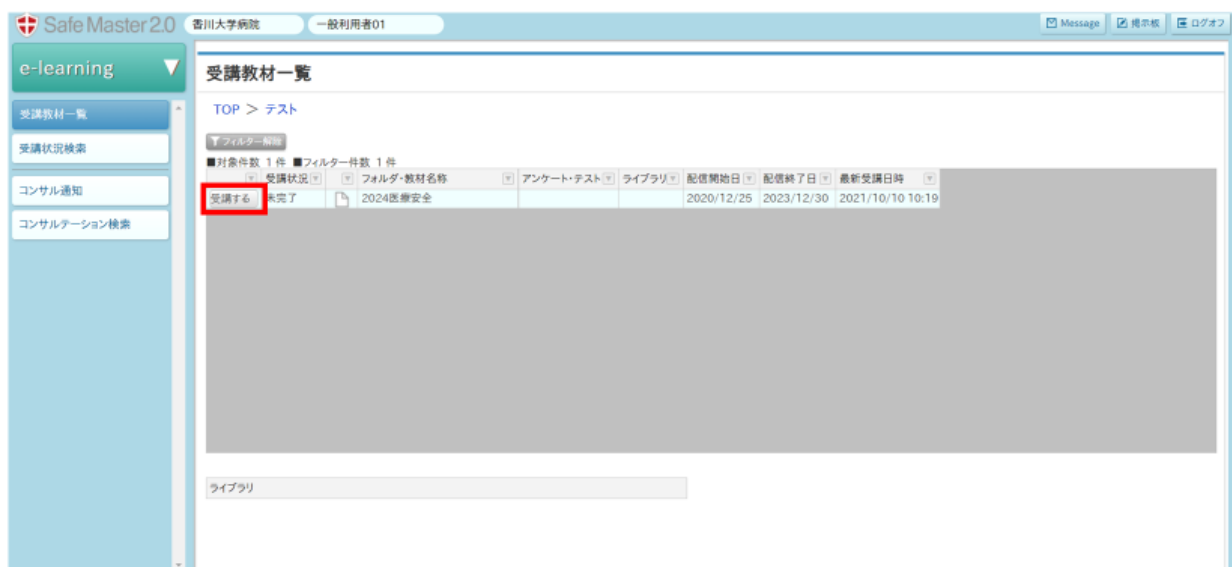 Safe Master 2.0 香川大学病院 一般利用者01 Message 掲示板 ログオフ
e-learning
受講教材一覧
受講状況検索
コンサル通知
コンサルテーション検索
受講教材一覧
TOP > テスト
フィルター解除
■対象件数 1 件 ■フィルター件数 1 件
受講状況 フォルダ・教材名称 アンケート・テスト ライブラリ 配信開始日 配信終了日 最新受講日時
受講する 未完了 2024医療安全 2020/12/25 2023/12/30 2021/10/10 10:19
ライブラリ